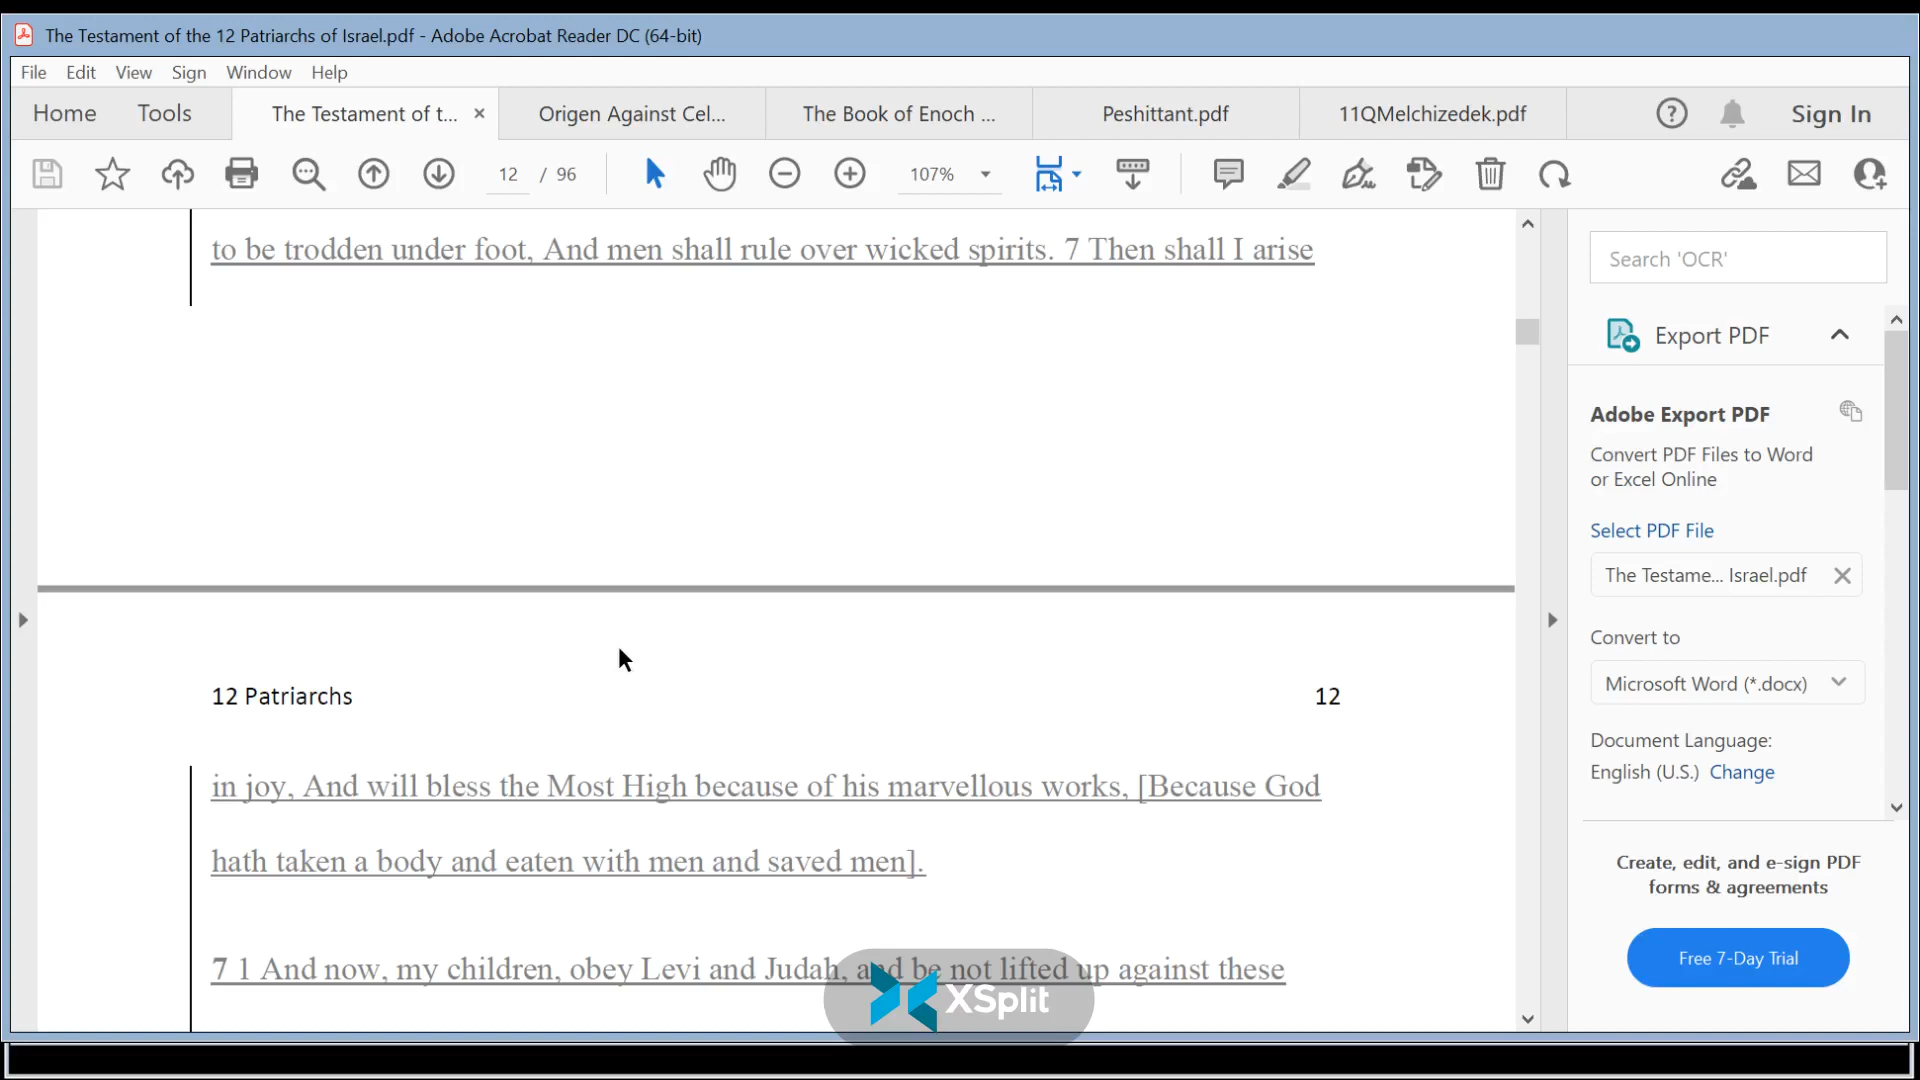 The Testament of the 12 Patriarchs of Israel.pdf - Adobe Acrobat Reader DC (64-bit)
File Edit View Sign Window Help
Home Tools The Testament of t... × Origen Against Cel... The Book of Enoch ... Peshittant.pdf 11QMelchizedek.pdf Sign In
12 / 96 107%
to be trodden under foot, And men shall rule over wicked spirits. 7 Then shall I arise
12 Patriarchs 12
in joy, And will bless the Most High because of his marvellous works, [Because God
hath taken a body and eaten with men and saved men].
7 1 And now, my children, obey Levi and Judah, and be not lifted up against these
XSplit
Search 'OCR'
Export PDF
Adobe Export PDF
Convert PDF Files to Word
or Excel Online
Select PDF File
The Testame... Israel.pdf
Convert to
Microsoft Word (*.docx)
Document Language:
English (U.S.) Change
Create, edit, and e-sign PDF
forms & agreements
Free 7-Day Trial